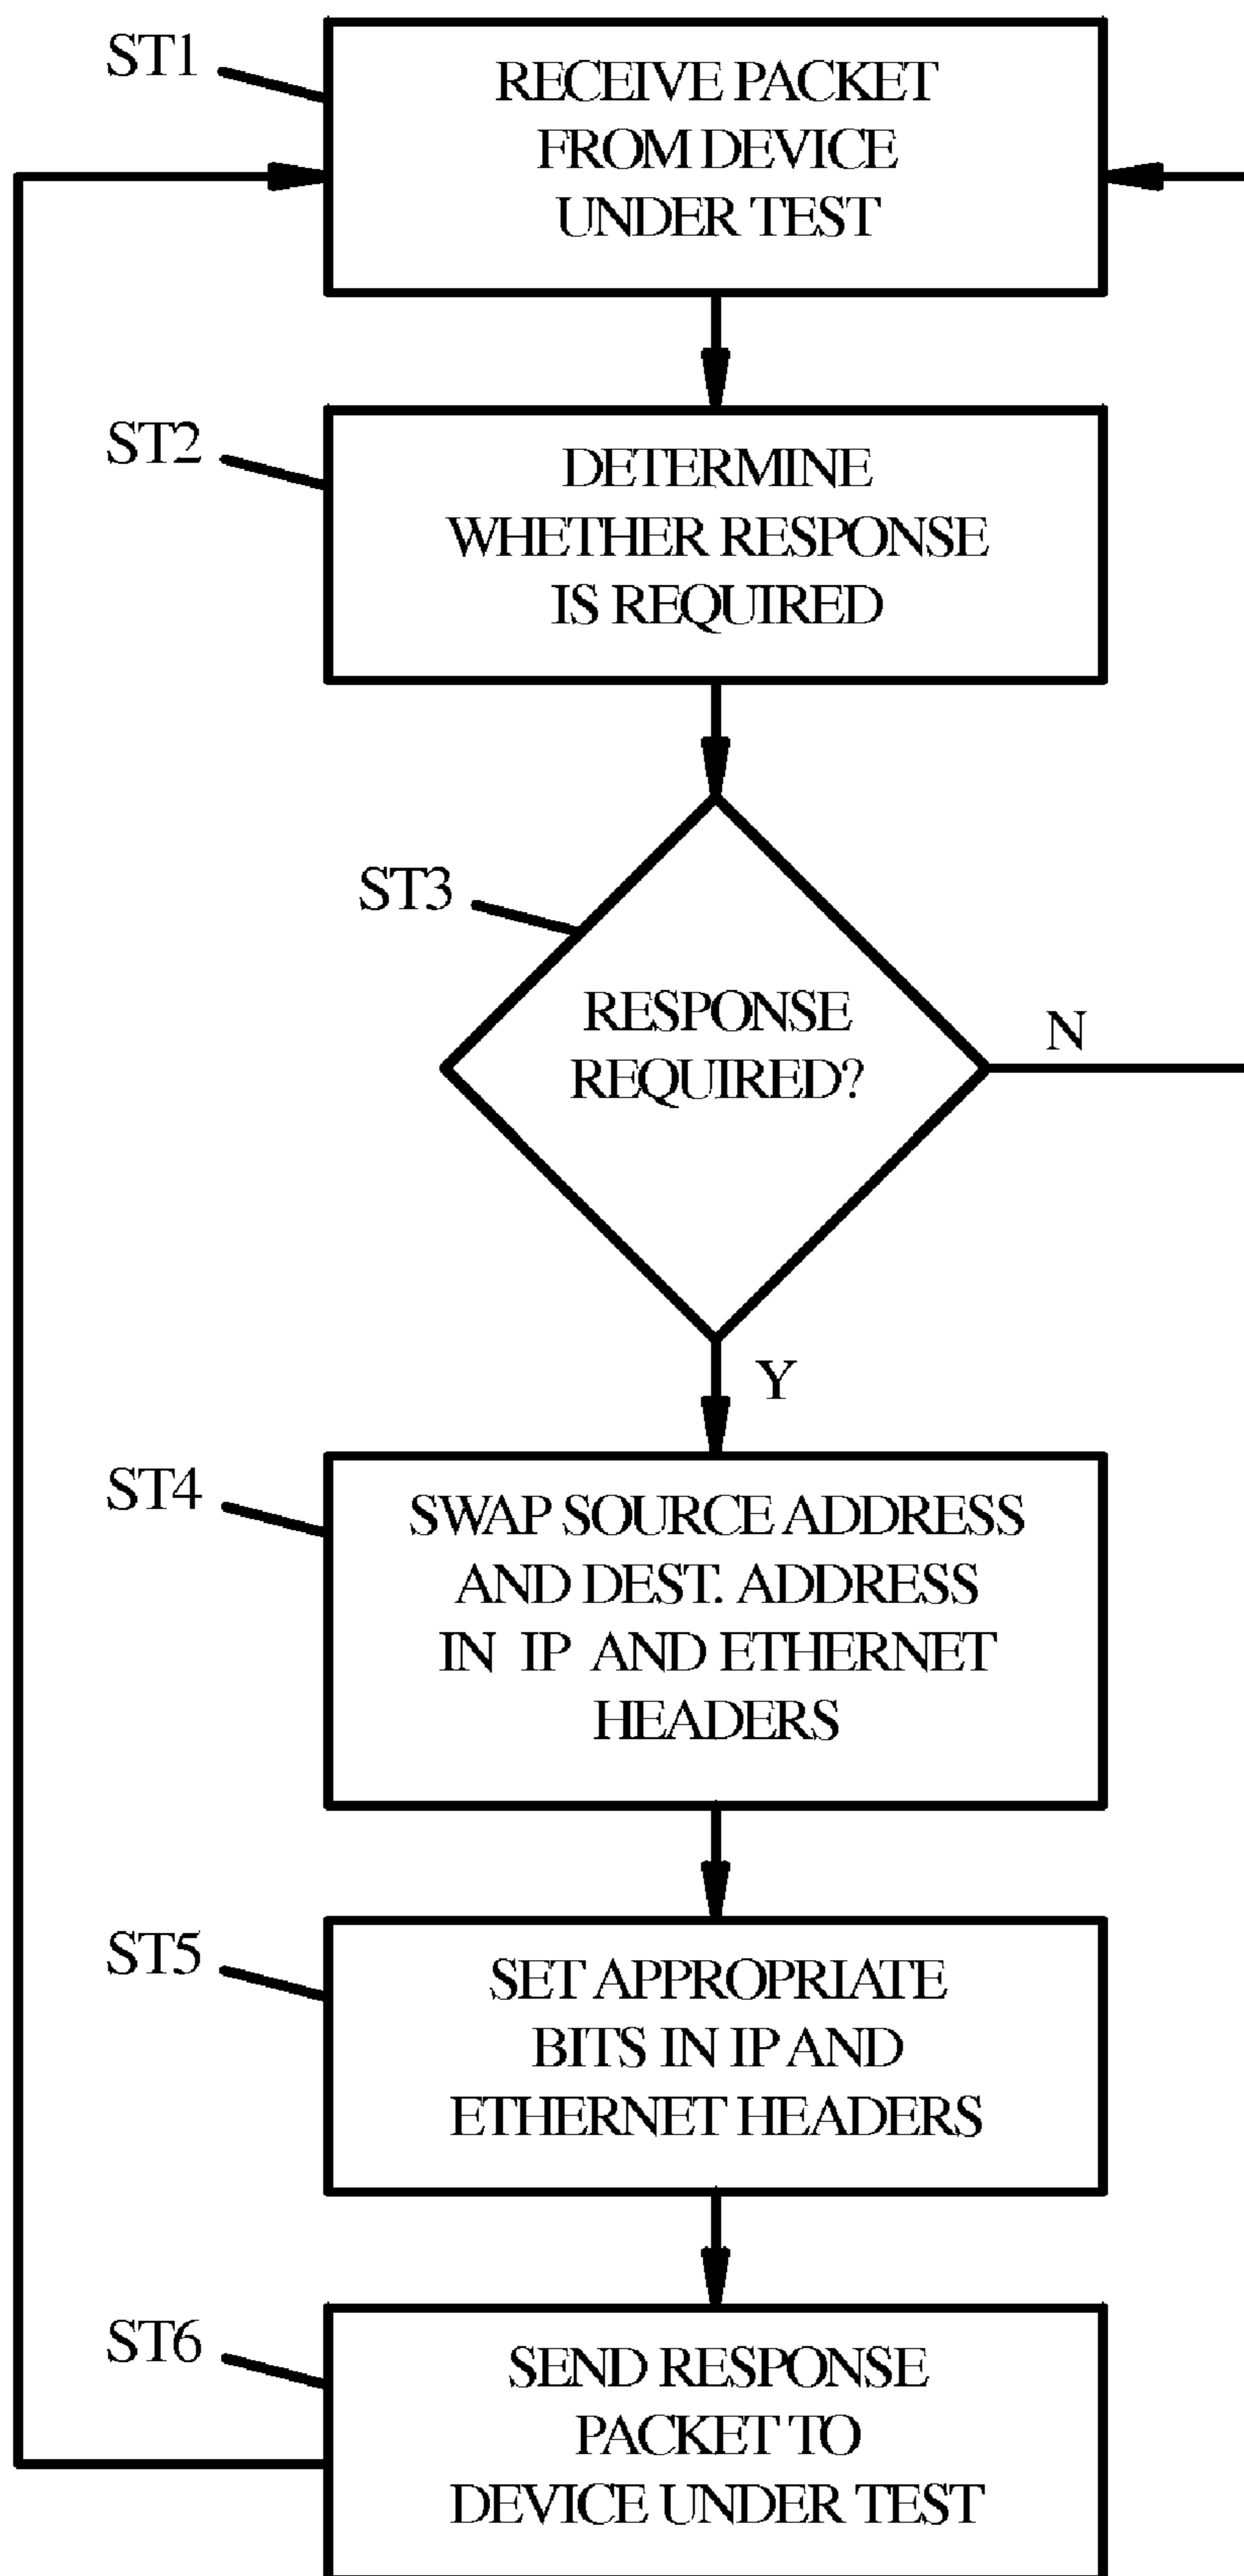 ST1
RECEIVE PACKET
FROM DEVICE
UNDER TEST
ST2
DETERMINE
WHETHER RESPONSE
IS REQUIRED
ST3
RESPONSE
REQUIRED?
N
Y
ST4
SWAP SOURCE ADDRESS
AND DEST. ADDRESS
IN IP AND ETHERNET
HEADERS
ST5
SET APPROPRIATE
BITS IN IP AND
ETHERNET HEADERS
ST6
SEND RESPONSE
PACKET TO
DEVICE UNDER TEST